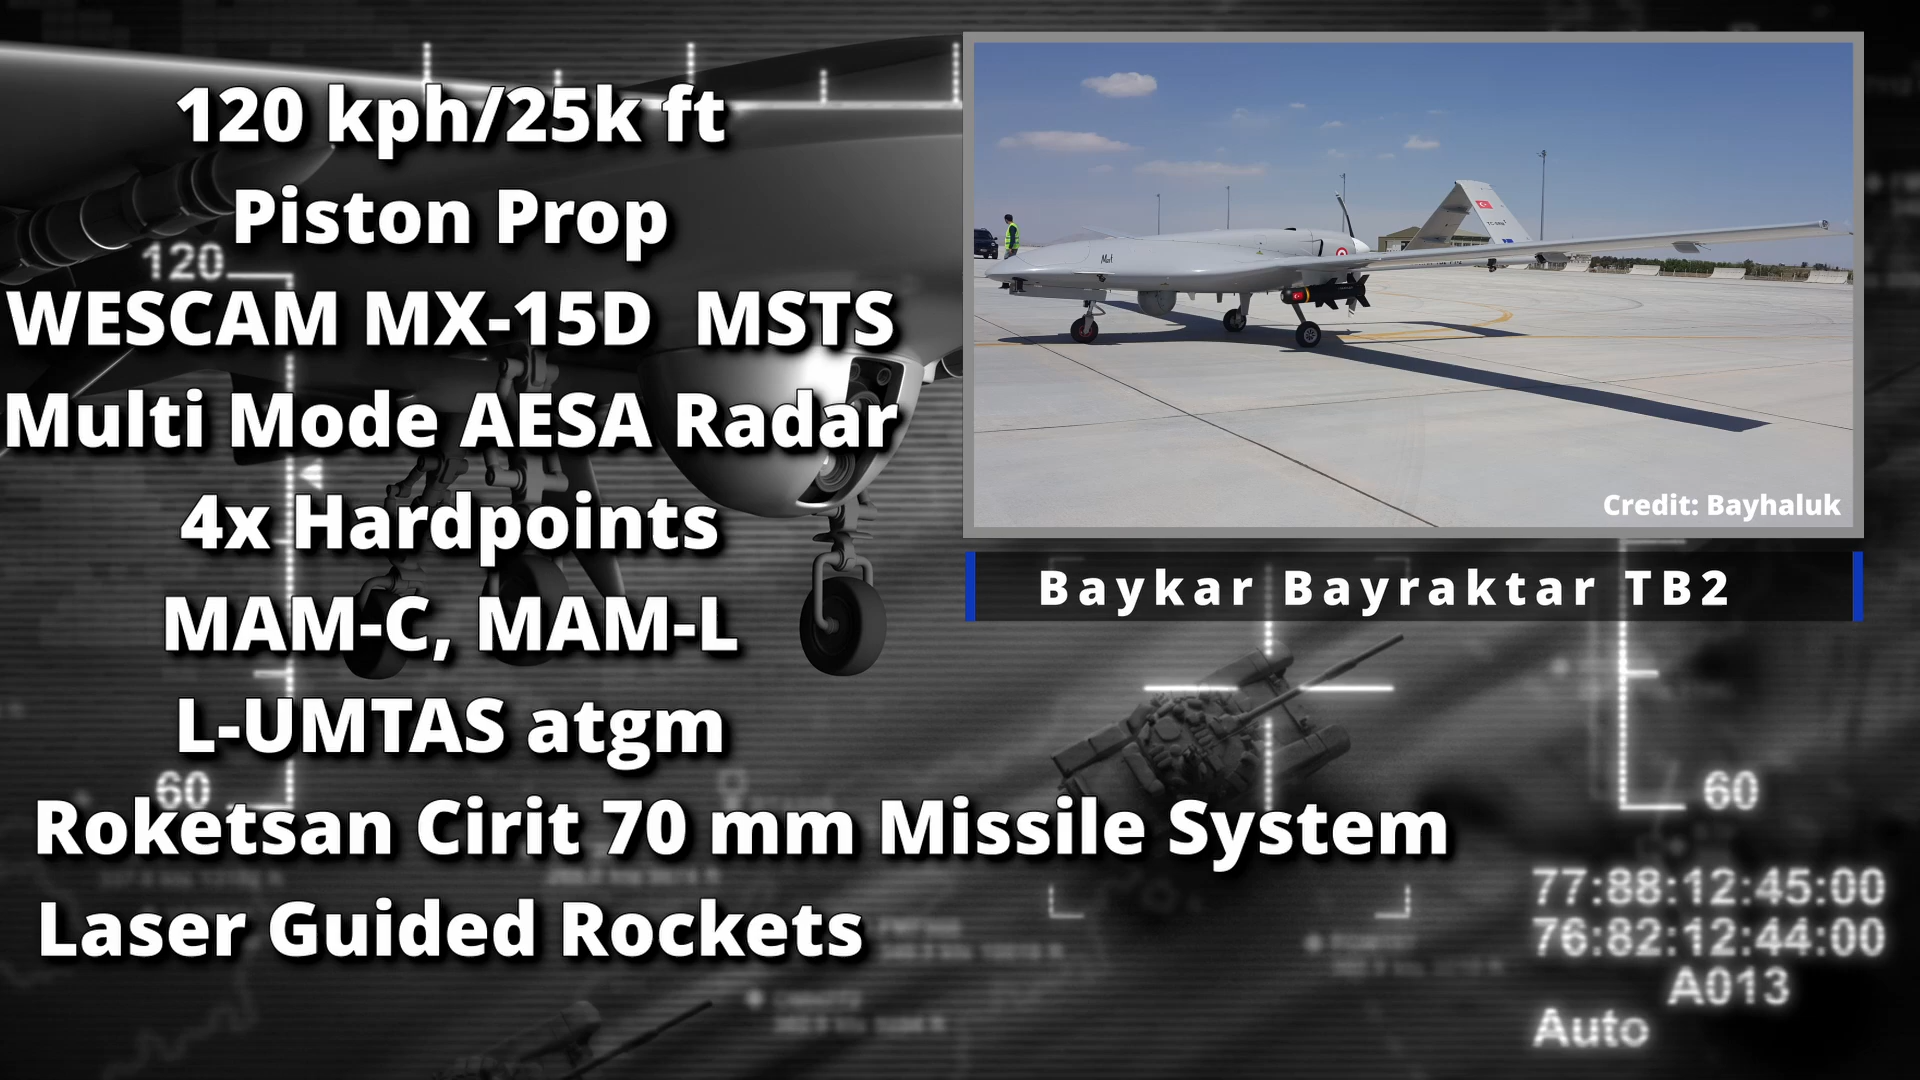 120 kph/25k ft
Piston Prop
WESCAM MX-15D  MSTS
Multi Mode AESA Radar
4x Hardpoints
MAM-C, MAM-L
L-UMTAS atgm
Roketsan Cirit 70 mm Missile System
Laser Guided Rockets
Credit: Bayhaluk
Baykar Bayraktar TB2
120
60
60
77:88:12:45:00
76:82:12:44:00
A013
Auto